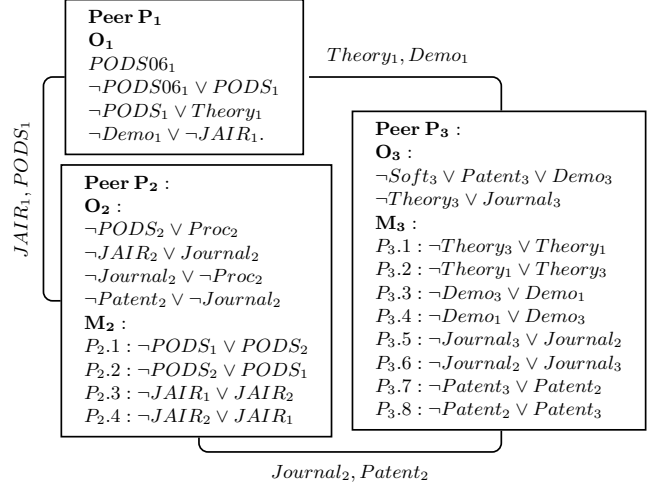 Peer P₁
O₁
PODS06₁
¬PODS06₁ ∨ PODS₁
¬PODS₁ ∨ Theory₁
¬Demo₁ ∨ ¬JAIR₁.
Theory₁, Demo₁
JAIR₁, PODS₁
Peer P₂ :
O₂ :
¬PODS₂ ∨ Proc₂
¬JAIR₂ ∨ Journal₂
¬Journal₂ ∨ ¬Proc₂
¬Patent₂ ∨ ¬Journal₂
M₂ :
P₂.1 : ¬PODS₁ ∨ PODS₂
P₂.2 : ¬PODS₂ ∨ PODS₁
P₂.3 : ¬JAIR₁ ∨ JAIR₂
P₂.4 : ¬JAIR₂ ∨ JAIR₁
Peer P₃ :
O₃ :
¬Soft₃ ∨ Patent₃ ∨ Demo₃
¬Theory₃ ∨ Journal₃
M₃ :
P₃.1 : ¬Theory₃ ∨ Theory₁
P₃.2 : ¬Theory₁ ∨ Theory₃
P₃.3 : ¬Demo₃ ∨ Demo₁
P₃.4 : ¬Demo₁ ∨ Demo₃
P₃.5 : ¬Journal₃ ∨ Journal₂
P₃.6 : ¬Journal₂ ∨ Journal₃
P₃.7 : ¬Patent₃ ∨ Patent₂
P₃.8 : ¬Patent₂ ∨ Patent₃
Journal₂, Patent₂